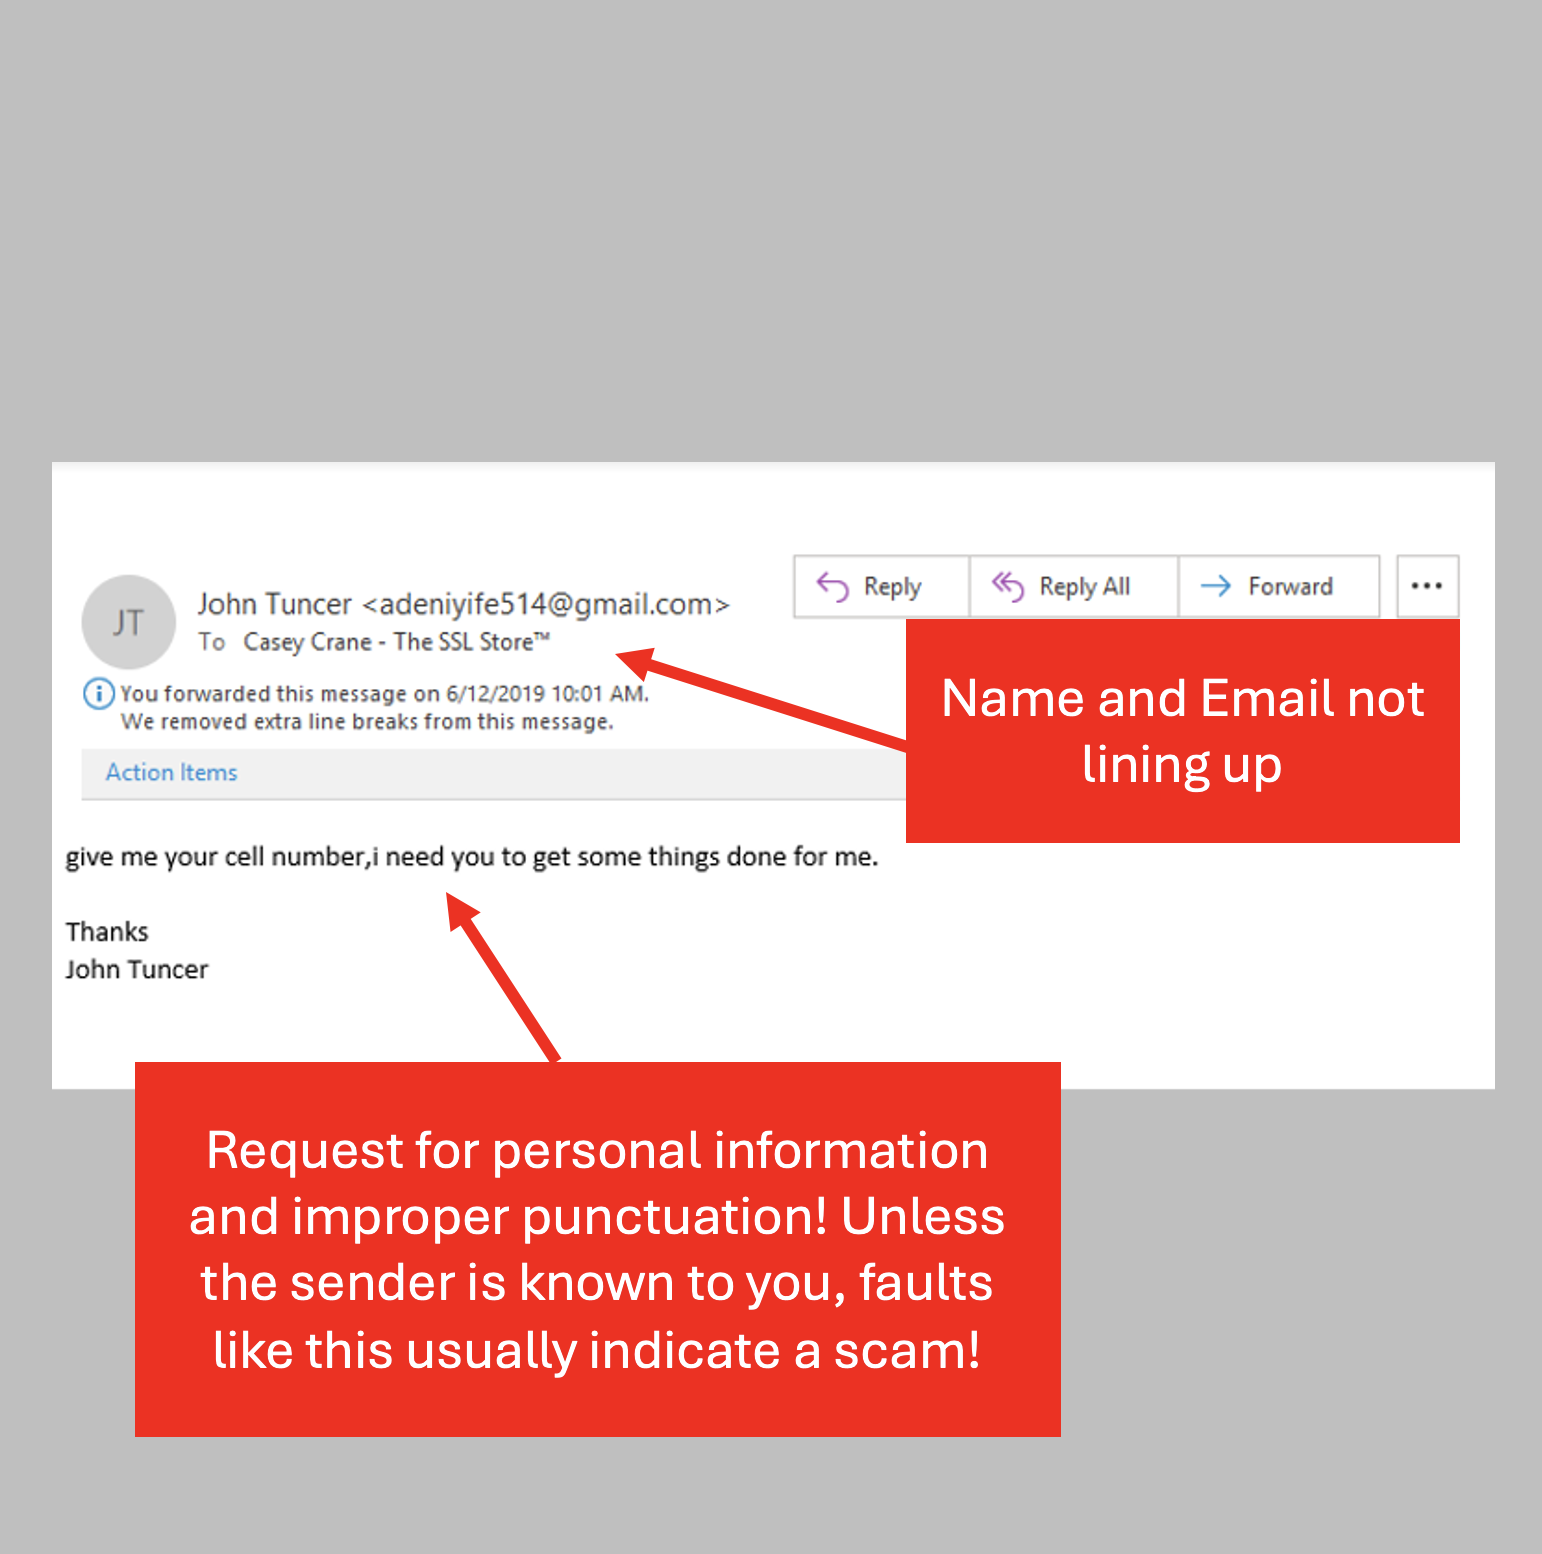 JT
John Tuncer <adeniyife514@gmail.com>
To Casey Crane - The SSL Store™
Reply
Reply All
Forward
You forwarded this message on 6/12/2019 10:01 AM.
We removed extra line breaks from this message.
Action Items
Name and Email not
lining up
give me your cell number,i need you to get some things done for me.
Thanks
John Tuncer
Request for personal information
and improper punctuation! Unless
the sender is known to you, faults
like this usually indicate a scam!